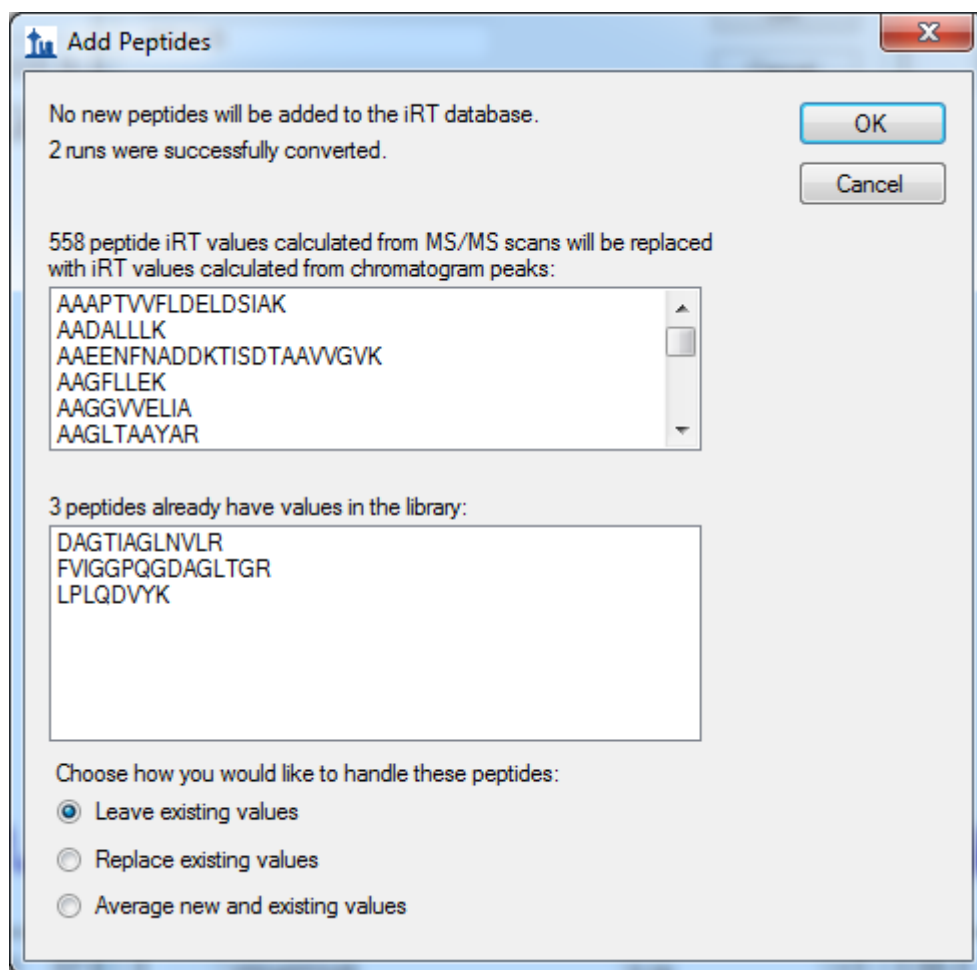 Add Peptides
No new peptides will be added to the iRT database.
2 runs were successfully converted.
OK
Cancel
558 peptide iRT values calculated from MS/MS scans will be replaced
with iRT values calculated from chromatogram peaks:
AAAPTVVFLDELDSIAK
AADALLLK
AAEENFNADDKTISDTAAVVGVK
AAGFLLEK
AAGGVVELIA
AAGLTAAYAR
3 peptides already have values in the library:
DAGTIAGLNVLR
FVIGGPQGDAGLTGR
LPLQDVYK
Choose how you would like to handle these peptides:
Leave existing values
Replace existing values
Average new and existing values